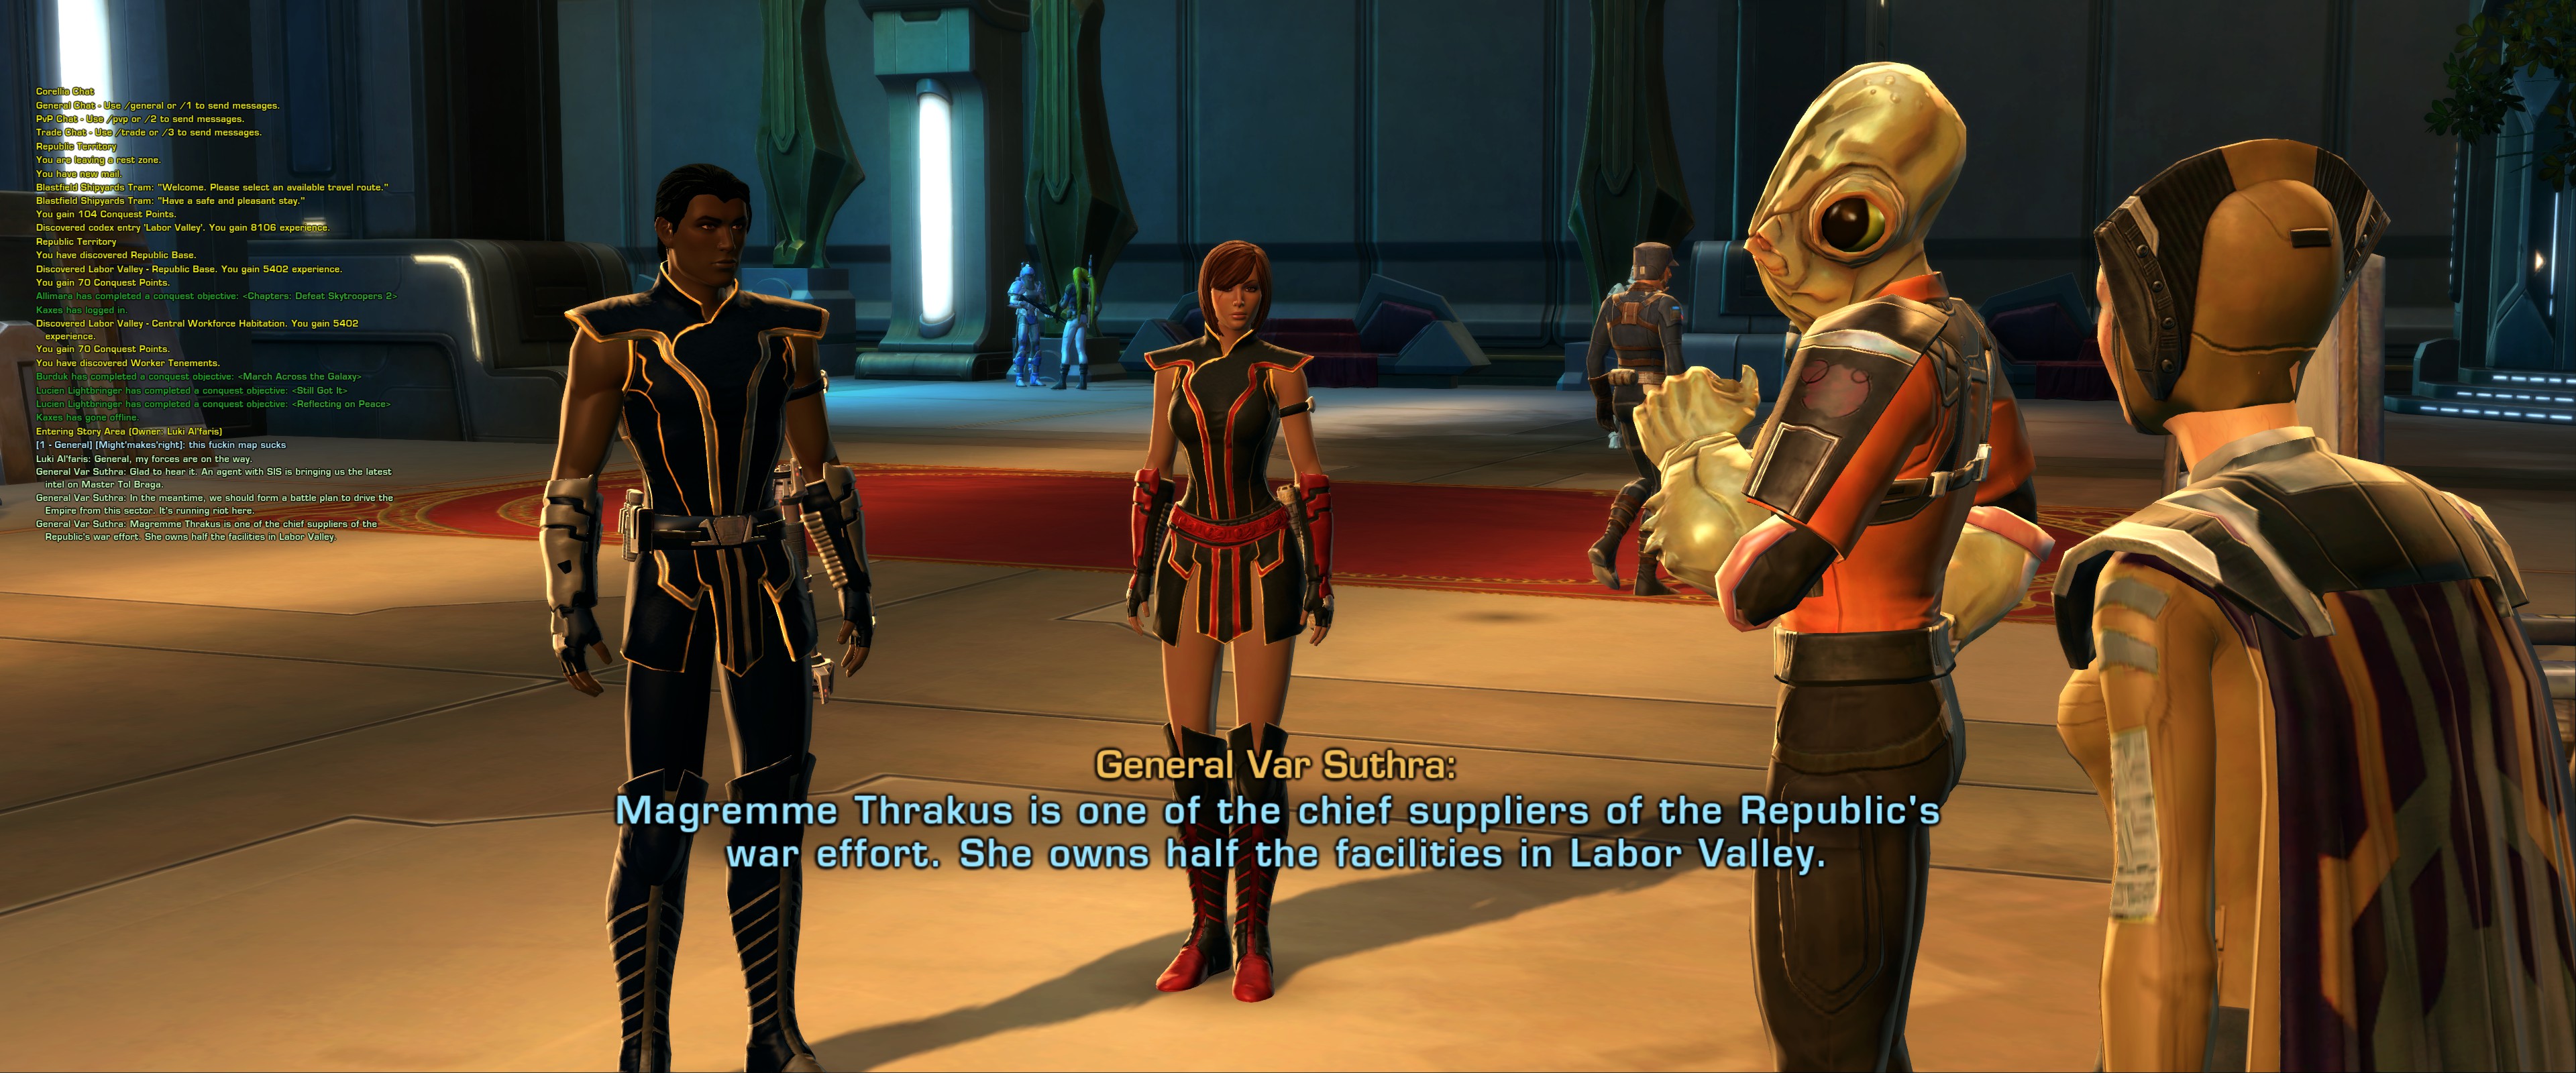 Corellia Chat
General Chat - Use /general or /1 to send messages.
PvP Chat - Use /pvp or /2 to send messages.
Trade Chat - Use /trade or /3 to send messages.
Republic Territory
You are leaving a rest zone.
You have new mail.
Blastfield Shipyards Tram: "Welcome. Please select an available travel route."
Blastfield Shipyards Tram: "Have a safe and pleasant stay."
You gain 104 Conquest Points.
Discovered codex entry 'Labor Valley'. You gain 8106 experience.
Republic Territory
You have discovered Republic Base.
Discovered Labor Valley - Republic Base. You gain 5402 experience.
You gain 70 Conquest Points.
Allimara has completed a conquest objective: <Chapters: Defeat Skytroopers 2>
Kaxes has logged in.
Discovered Labor Valley - Central Workforce Habitation. You gain 5402
experience.
You gain 70 Conquest Points.
You have discovered Worker Tenements.
Burduk has completed a conquest objective: <March Across the Galaxy>
Lucien Lightbringer has completed a conquest objective: <Still Got It>
Lucien Lightbringer has completed a conquest objective: <Reflecting on Peace>
Kaxes has gone offline.
Entering Story Area (Owner: Luki Al'faris)
[1 - General] [Might'makes'right]: this fuckin map sucks
Luki Al'faris: General, my forces are on the way.
General Var Suthra: Glad to hear it. An agent with SIS is bringing us the latest
intel on Master Tol Braga.
General Var Suthra: In the meantime, we should form a battle plan to drive the
Empire from this sector. It's running riot here.
General Var Suthra: Magremme Thrakus is one of the chief suppliers of the
Republic's war effort. She owns half the facilities in Labor Valley.
General Var Suthra:
Magremme Thrakus is one of the chief suppliers of the Republic's
war effort. She owns half the facilities in Labor Valley.